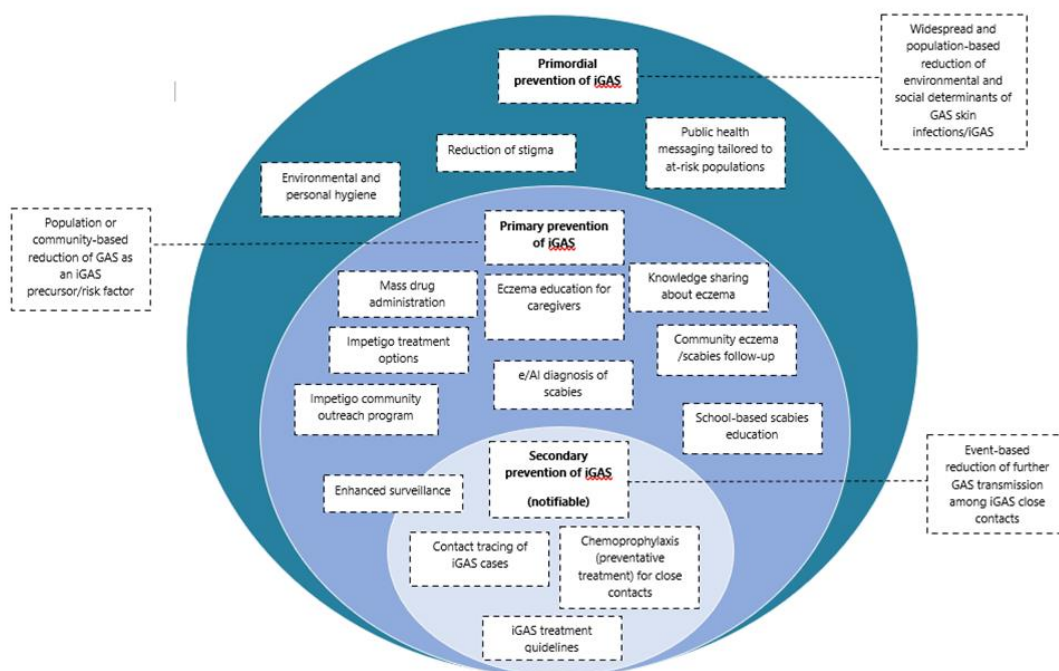 Primordial
prevention of iGAS
Widespread and
population-based
reduction of
environmental and
social determinants of
GAS skin
infections/iGAS
Reduction of stigma
Public health
messaging tailored to
at-risk populations
Environmental and
personal hygiene
Population or
community-based
reduction of GAS as
an iGAS
precursor/risk factor
Primary prevention
of iGAS
Mass drug
administration
Eczema education for
caregivers
Knowledge sharing
about eczema
Impetigo treatment
options
Community eczema
/scabies follow-up
e/AI diagnosis of
scabies
Impetigo community
outreach program
School-based scabies
education
Secondary
prevention of iGAS
(notifiable)
Event-based
reduction of further
GAS transmission
among iGAS close
contacts
Enhanced surveillance
Contact tracing of
iGAS cases
Chemoprophylaxis
(preventative
treatment) for close
contacts
iGAS treatment
guidelines